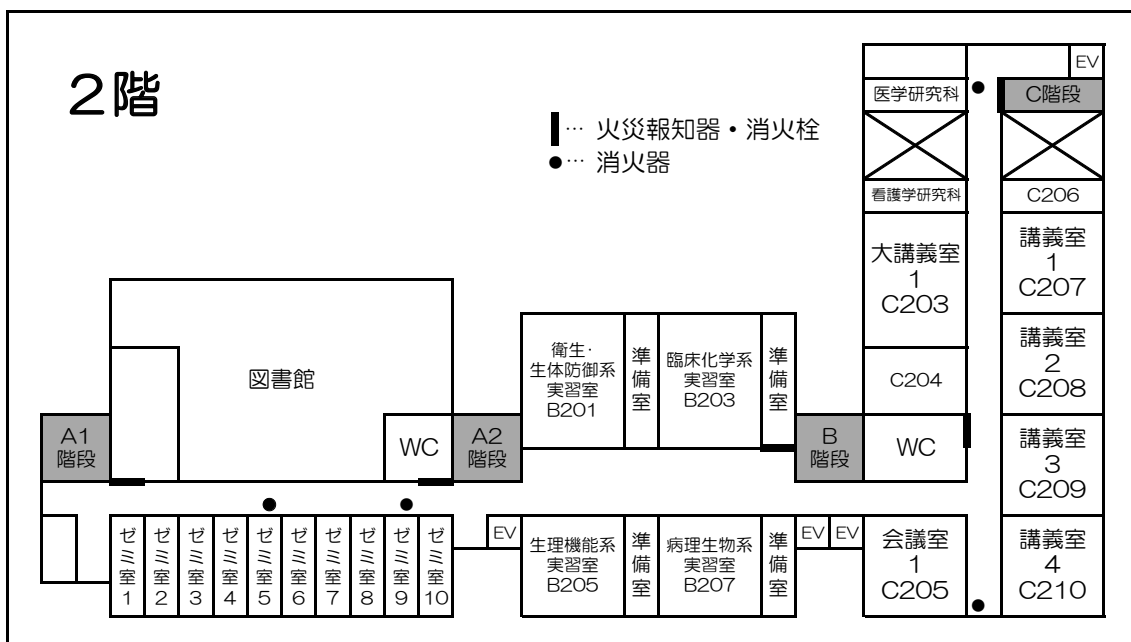 2階
… 火災報知器・消火栓
… 消火器
EV
医学研究科
C階段
看護学研究科
C206
大講義室
1
C203
講義室
1
C207
講義室
2
C208
C204
図書館
衛生・
生体防御系
実習室
B201
準備室
臨床化学系
実習室
B203
準備室
A1
階段
WC
A2
階段
B
階段
WC
講義室
3
C209
ゼミ室1
ゼミ室2
ゼミ室3
ゼミ室4
ゼミ室5
ゼミ室6
ゼミ室7
ゼミ室8
ゼミ室9
ゼミ室10
EV
生理機能系
実習室
B205
準備室
病理生物系
実習室
B207
準備室
EV
EV
会議室
1
C205
講義室
4
C210